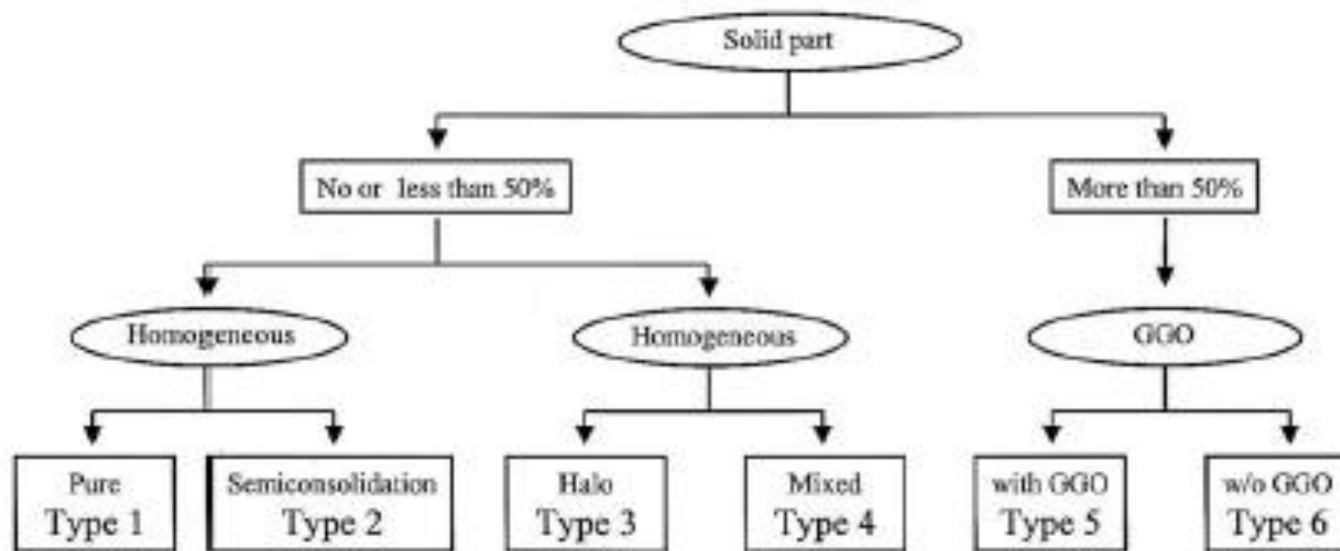 Solid part
No or less than 50%
More than 50%
Homogeneous
Homogeneous
GGO
Pure
Type 1
Semiconsolidation
Type 2
Halo
Type 3
Mixed
Type 4
with GGO
Type 5
w/o GGO
Type 6